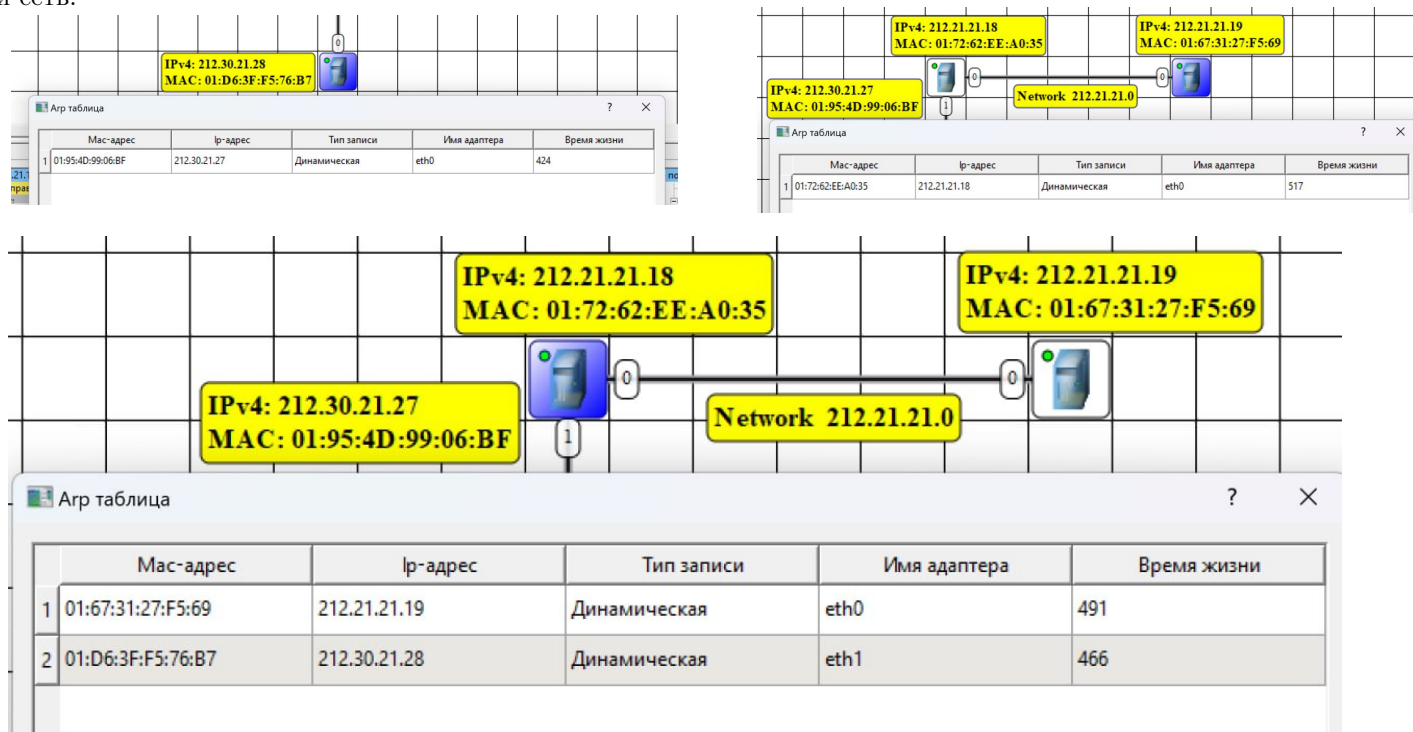 и сеть.
0
IPv4: 212.30.21.28
MAC: 01:D6:3F:F5:76:B7
Arp таблица ? ×
Mac-адрес Ip-адрес Тип записи Имя адаптера Время жизни
1 01:95:4D:99:06:BF 212.30.21.27 Динамическая eth0 424
IPv4: 212.21.21.18
MAC: 01:72:62:EE:A0:35
IPv4: 212.21.21.19
MAC: 01:67:31:27:F5:69
0 0
IPv4: 212.30.21.27
MAC: 01:95:4D:99:06:BF
1
Network 212.21.21.0
Arp таблица ? ×
Mac-адрес Ip-адрес Тип записи Имя адаптера Время жизни
1 01:72:62:EE:A0:35 212.21.21.18 Динамическая eth0 517
IPv4: 212.21.21.18
MAC: 01:72:62:EE:A0:35
IPv4: 212.21.21.19
MAC: 01:67:31:27:F5:69
0 0
IPv4: 212.30.21.27
MAC: 01:95:4D:99:06:BF
1
Network 212.21.21.0
Arp таблица ? ×
Mac-адрес Ip-адрес Тип записи Имя адаптера Время жизни
1 01:67:31:27:F5:69 212.21.21.19 Динамическая eth0 491
2 01:D6:3F:F5:76:B7 212.30.21.28 Динамическая eth1 466